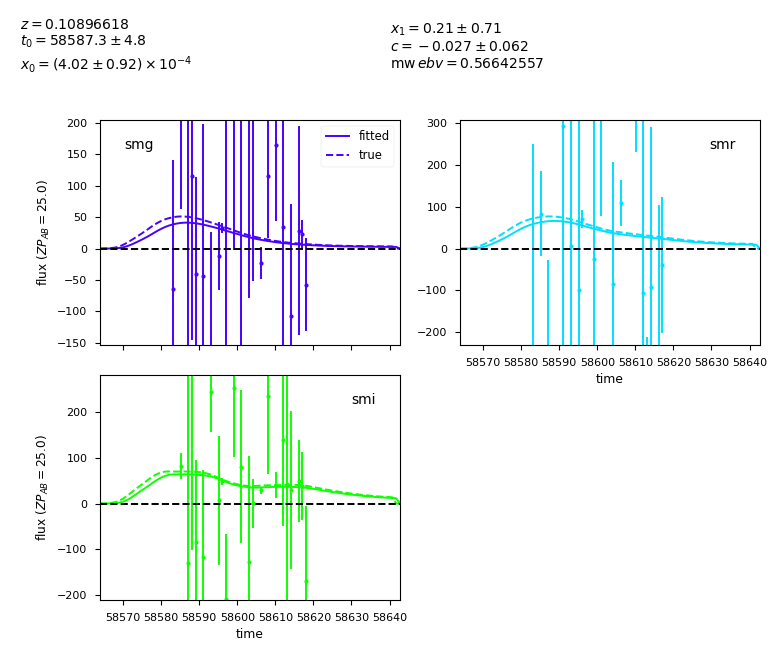 z = 0.10896618
t₀ = 58587.3 ± 4.8
x₀ = (4.02 ± 0.92) × 10⁻⁴
x₁ = 0.21 ± 0.71
c = −0.027 ± 0.062
mw ebv = 0.56642557
smg
fitted
true
200
150
100
50
0
−50
−100
−150
flux (ZP_AB = 25.0)
smr
300
200
100
0
−100
−200
58570 58580 58590 58600 58610 58620 58630 58640
time
smi
200
100
0
−100
−200
flux (ZP_AB = 25.0)
58570 58580 58590 58600 58610 58620 58630 58640
time